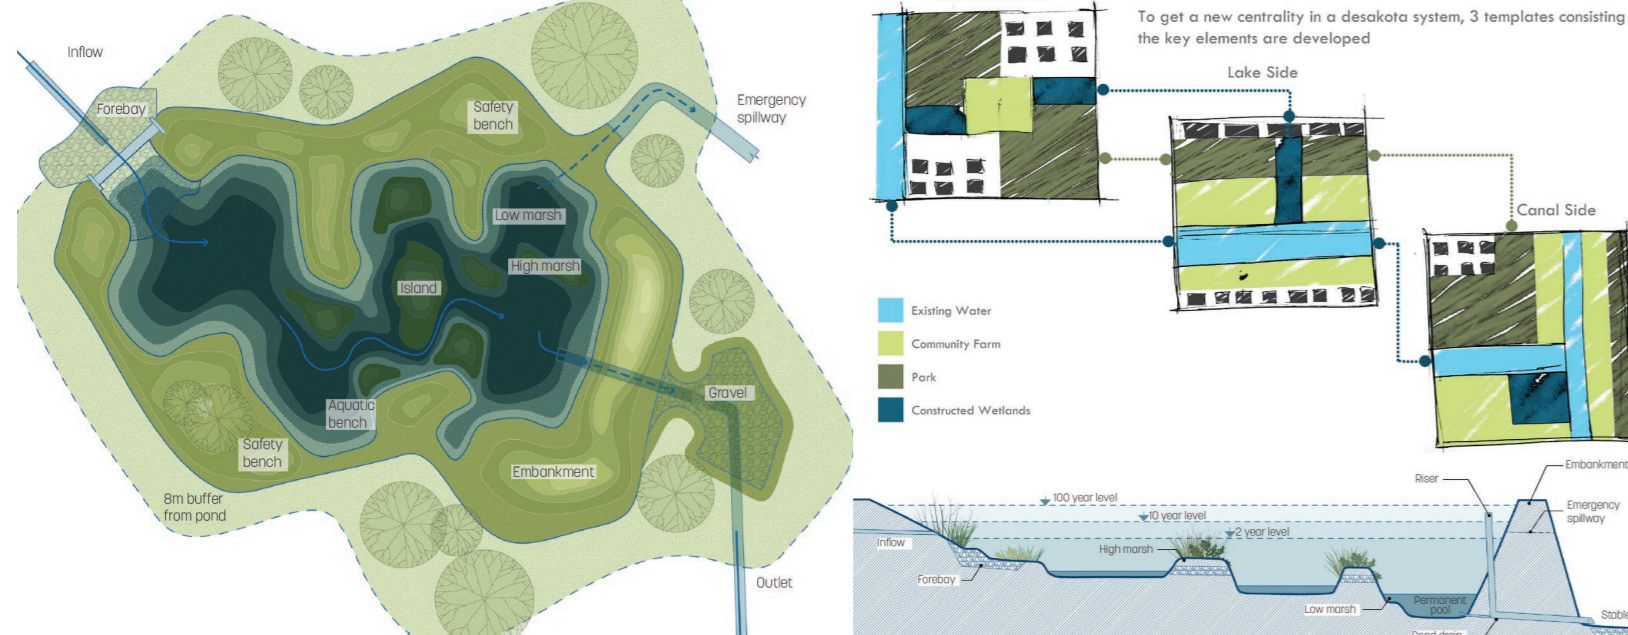 Inflow
Forebay
Safety
bench
Emergency
spillway
Low marsh
High marsh
Island
Gravel
Aquatic
bench
Safety
bench
Embankment
8m buffer
from pond
Outlet
To get a new centrality in a desakota system, 3 templates consisting
the key elements are developed
Lake Side
Canal Side
Existing Water
Community Farm
Park
Constructed Wetlands
Embankment
Riser
100 year level
Emergency
spillway
10 year level
2 year level
Inflow
High marsh
Forebay
Low marsh
Permanent
pool
Stable
Pond drain